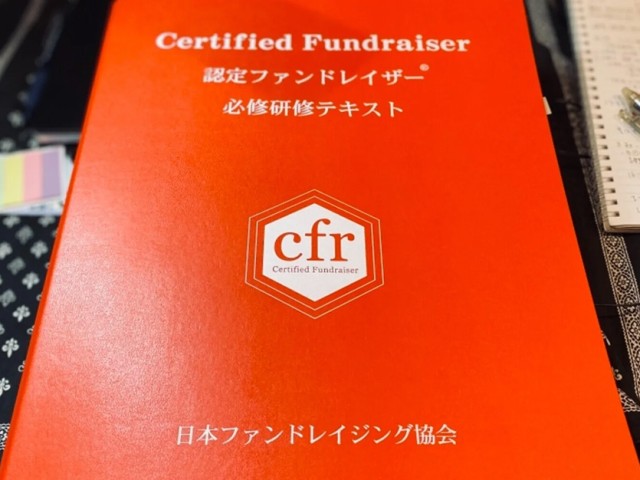 Certified Fundraiser
認定ファンドレイザー©
必修研修テキスト
cfr
Certified Fundraiser
日本ファンドレイジング協会